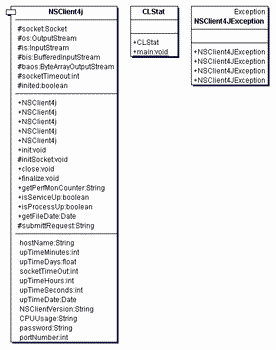 NSClient4j
#socket:Socket
#os:OutputStream
#is:InputStream
#bis:BufferedInputStream
#baos:ByteArrayOutputStream
#socketTimeout:int
#inited:boolean
+NSClient4j
+NSClient4j
+NSClient4j
+NSClient4j
+init:void
#initSocket:void
+close:void
+finalize:void
+getPerfMonCounter:String
+isServiceUp:boolean
+isProcessUp:boolean
+getFileDate:Date
#submittRequest:String
hostName:String
upTimeMinutes:int
upTimeDays:float
socketTimeOut:int
upTimeHours:int
upTimeSeconds:int
upTimeDate:Date
NSClientVersion:String
CPUUsage:String
password:String
portNumber:int
CLStat
+CLStat
+main:void
Exception
NSClient4JException
+NSClient4JException
+NSClient4JException
+NSClient4JException
+NSClient4JException